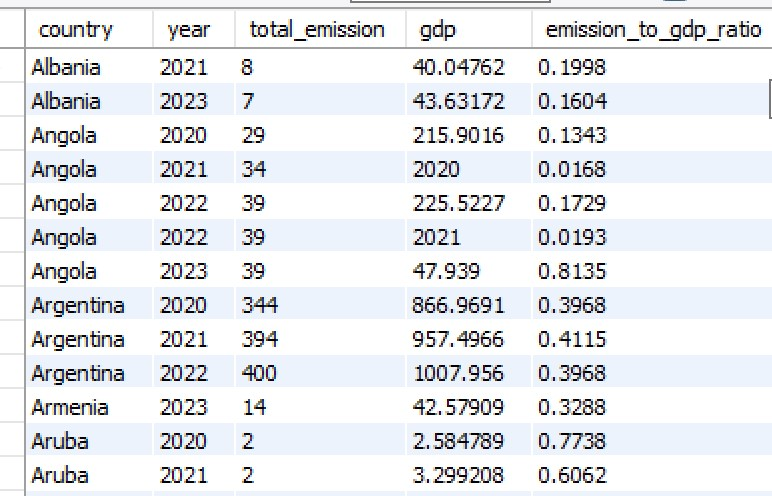 country year total_emission gdp emission_to_gdp_ratio
Albania 2021 8 40.04762 0.1998
Albania 2023 7 43.63172 0.1604
Angola 2020 29 215.9016 0.1343
Angola 2021 34 2020 0.0168
Angola 2022 39 225.5227 0.1729
Angola 2022 39 2021 0.0193
Angola 2023 39 47.939 0.8135
Argentina 2020 344 866.9691 0.3968
Argentina 2021 394 957.4966 0.4115
Argentina 2022 400 1007.956 0.3968
Armenia 2023 14 42.57909 0.3288
Aruba 2020 2 2.584789 0.7738
Aruba 2021 2 3.299208 0.6062